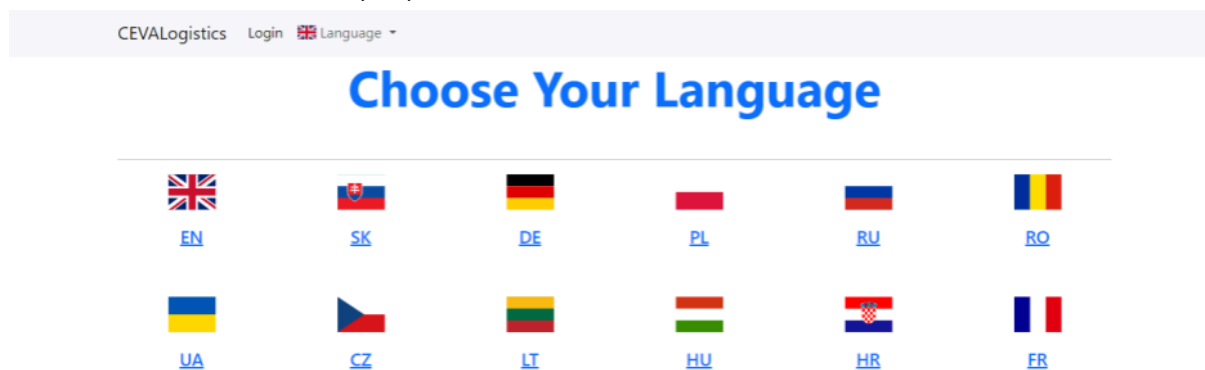 CEVALogistics Login Language
Choose Your Language
EN SK DE PL RU RO
UA CZ LT HU HR FR